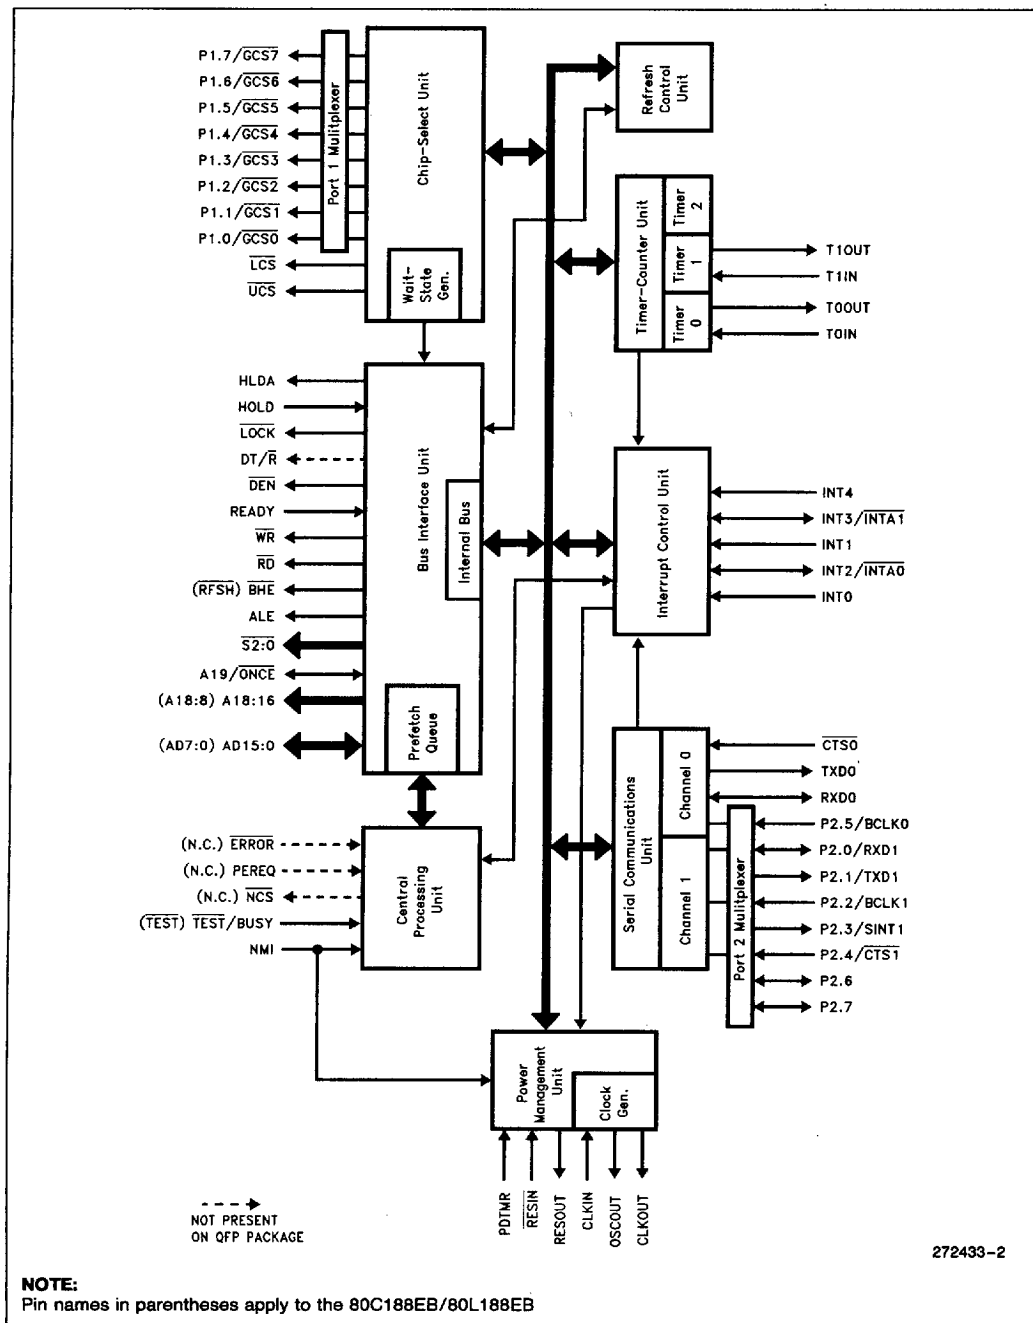 P1.7/GCS7
P1.6/GCS6
P1.5/GCS5
P1.4/GCS4
P1.3/GCS3
P1.2/GCS2
P1.1/GCS1
P1.0/GCS0
LCS
UCS
Port 1 Mulitplexer
Chip-Select Unit
Wait-
State
Gen.
Refresh
Control
Unit
Timer-Counter Unit
Timer
2
Timer
1
Timer
0
T1OUT
T1IN
T0OUT
T0IN
HLDA
HOLD
LOCK
DT/R
DEN
READY
WR
RD
(RFSH) BHE
ALE
S2:0
A19/ONCE
(A18:8) A18:16
(AD7:0) AD15:0
Bus Interface Unit
Internal Bus
Prefetch
Queue
Interrupt Control Unit
INT4
INT3/INTA1
INT1
INT2/INTA0
INT0
(N.C.) ERROR
(N.C.) PEREQ
(N.C.) NCS
(TEST) TEST/BUSY
NMI
Central
Processing
Unit
Serial Communications
Unit
Channel 0
Channel 1
Port 2 Mulitplexer
CTS0
TXD0
RXD0
P2.5/BCLK0
P2.0/RXD1
P2.1/TXD1
P2.2/BCLK1
P2.3/SINT1
P2.4/CTS1
P2.6
P2.7
Power
Management
Unit
Clock
Gen.
PDTMR
RESIN
RESOUT
CLKIN
OSCOUT
CLKOUT
NOT PRESENT
ON QFP PACKAGE
272433-2
NOTE:
Pin names in parentheses apply to the 80C188EB/80L188EB